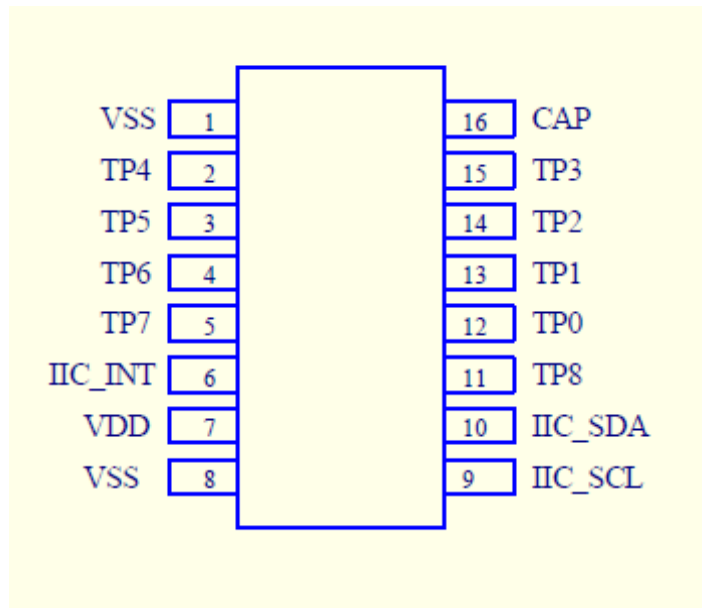 VSS 1 16 CAP
TP4 2 15 TP3
TP5 3 14 TP2
TP6 4 13 TP1
TP7 5 12 TP0
IIC_INT 6 11 TP8
VDD 7 10 IIC_SDA
VSS 8 9 IIC_SCL